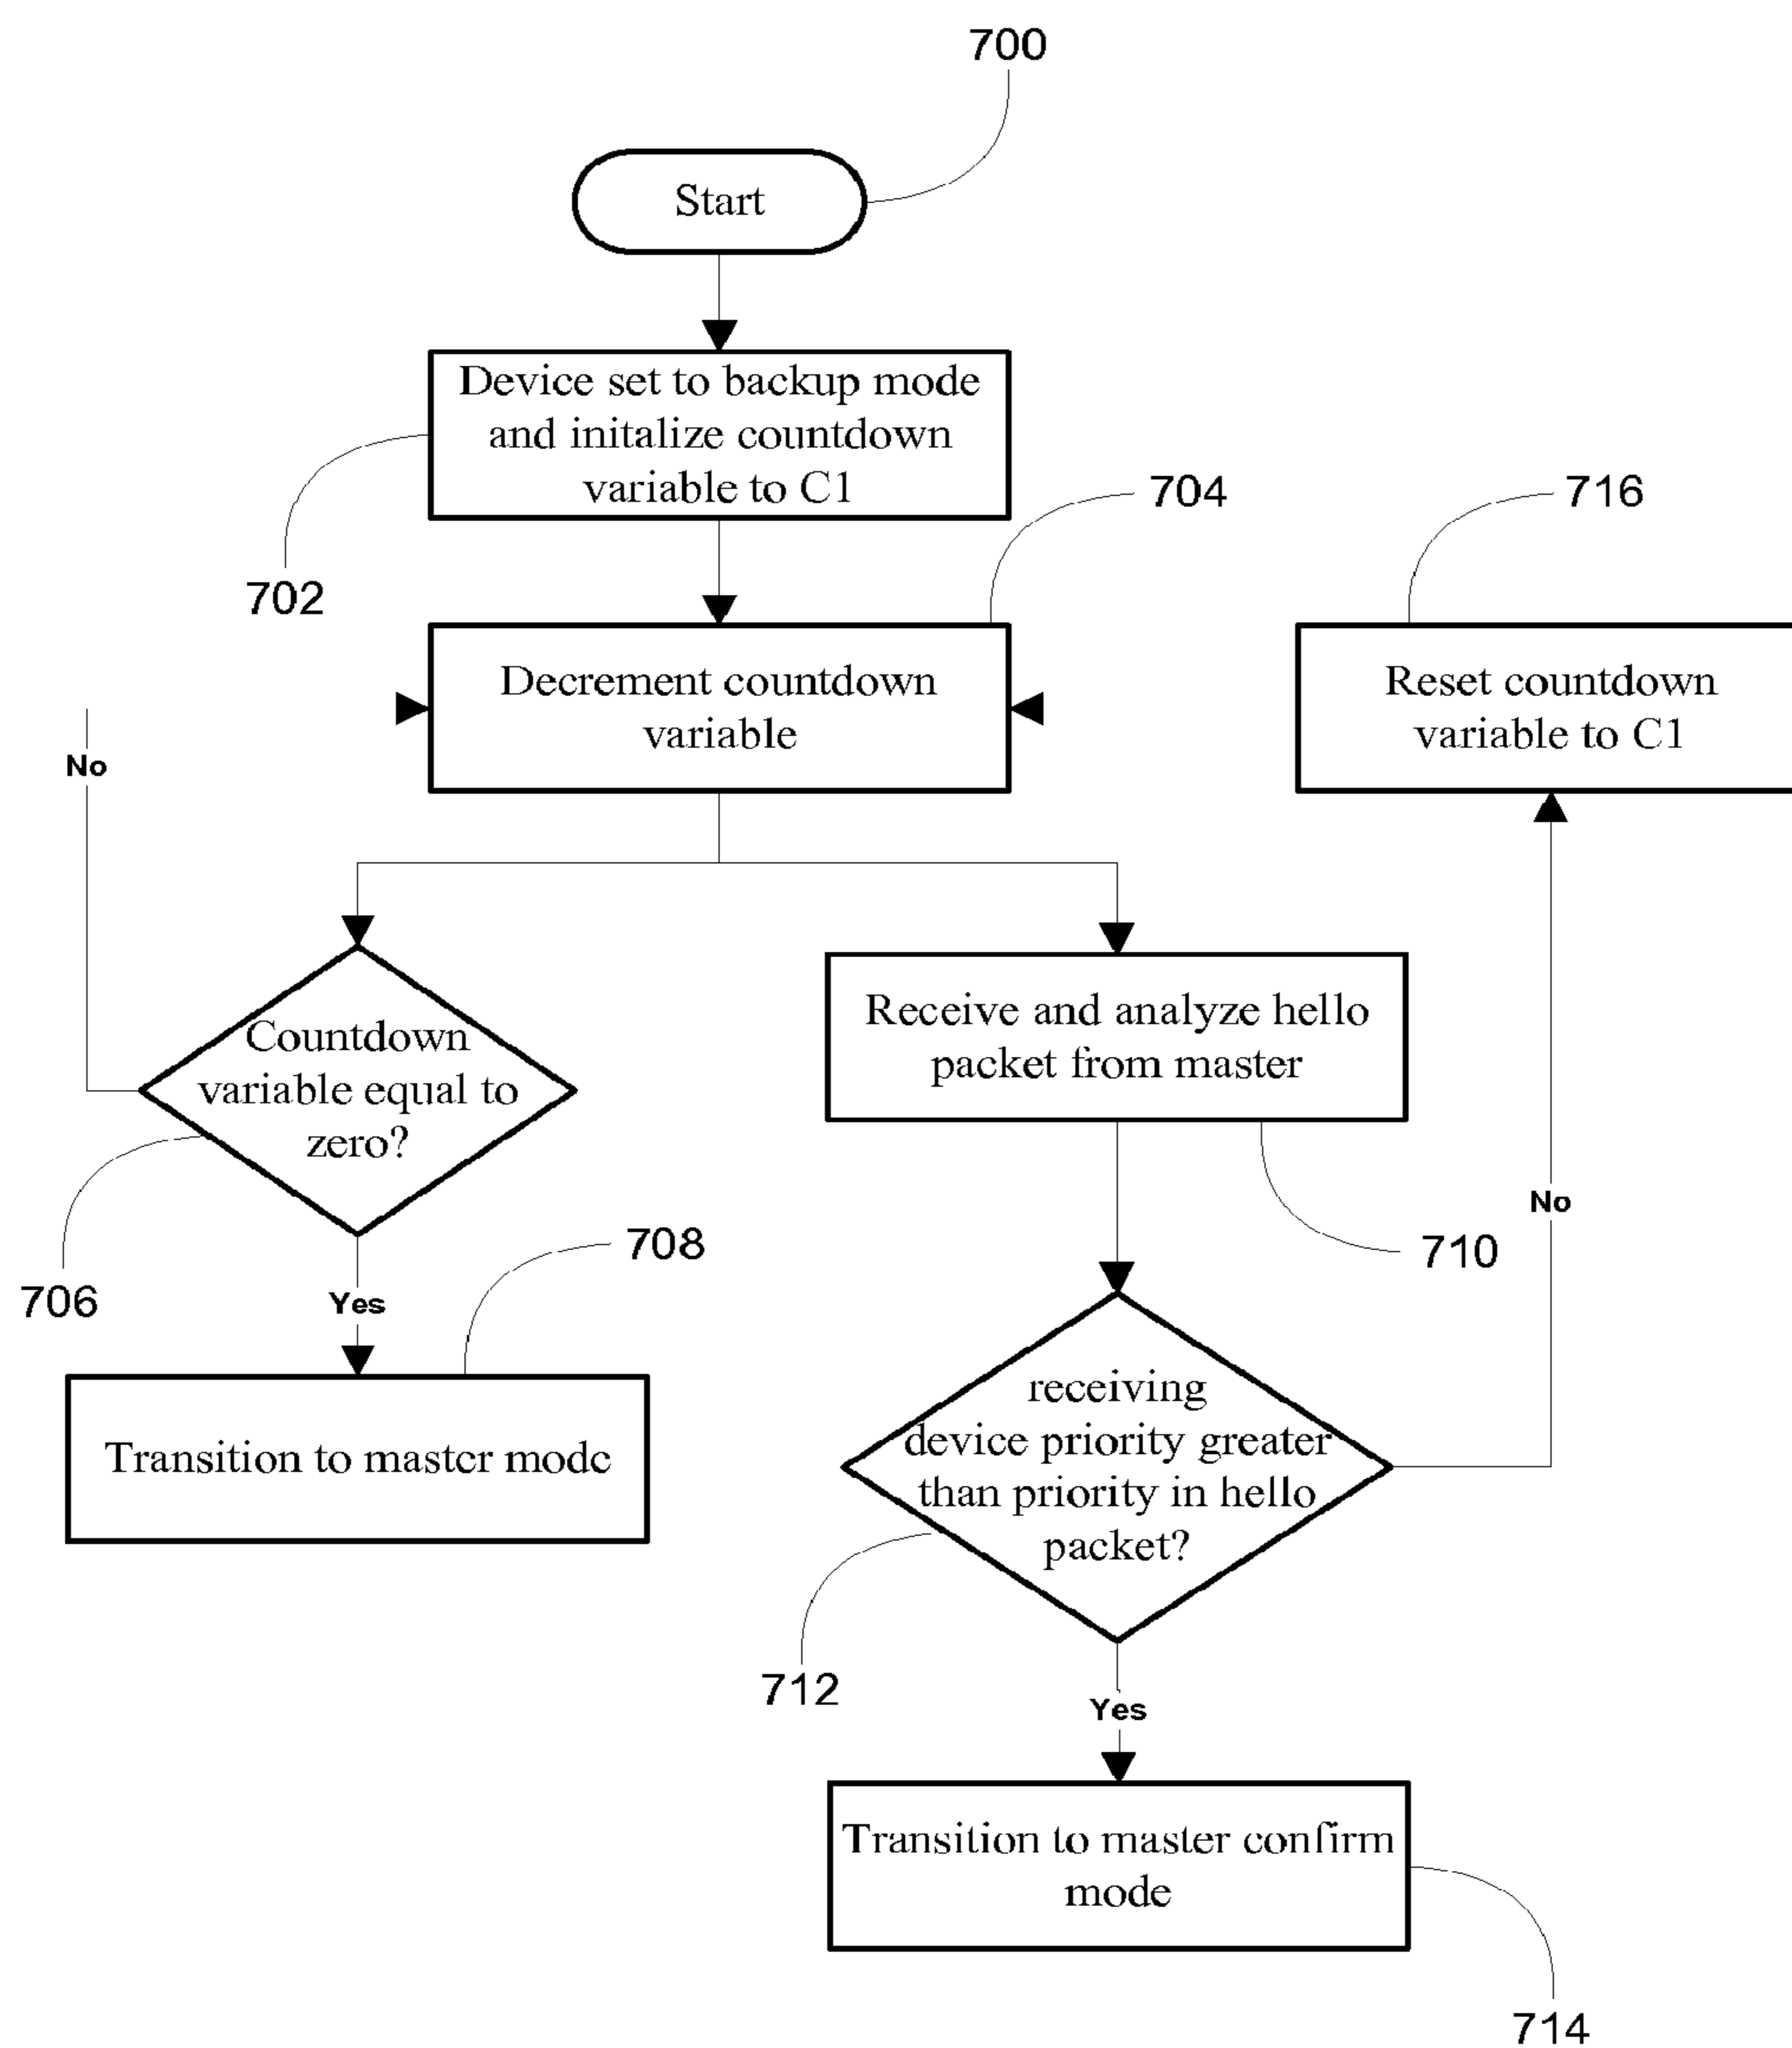 700
Start
Device set to backup mode
and initalize countdown
variable to C1
702
704
716
Decrement countdown
variable
Reset countdown
variable to C1
No
Countdown
variable equal to
zero?
706
Yes
708
Transition to master mode
Receive and analyze hello
packet from master
710
No
receiving
device priority greater
than priority in hello
packet?
712
Yes
Transition to master confirm
mode
714